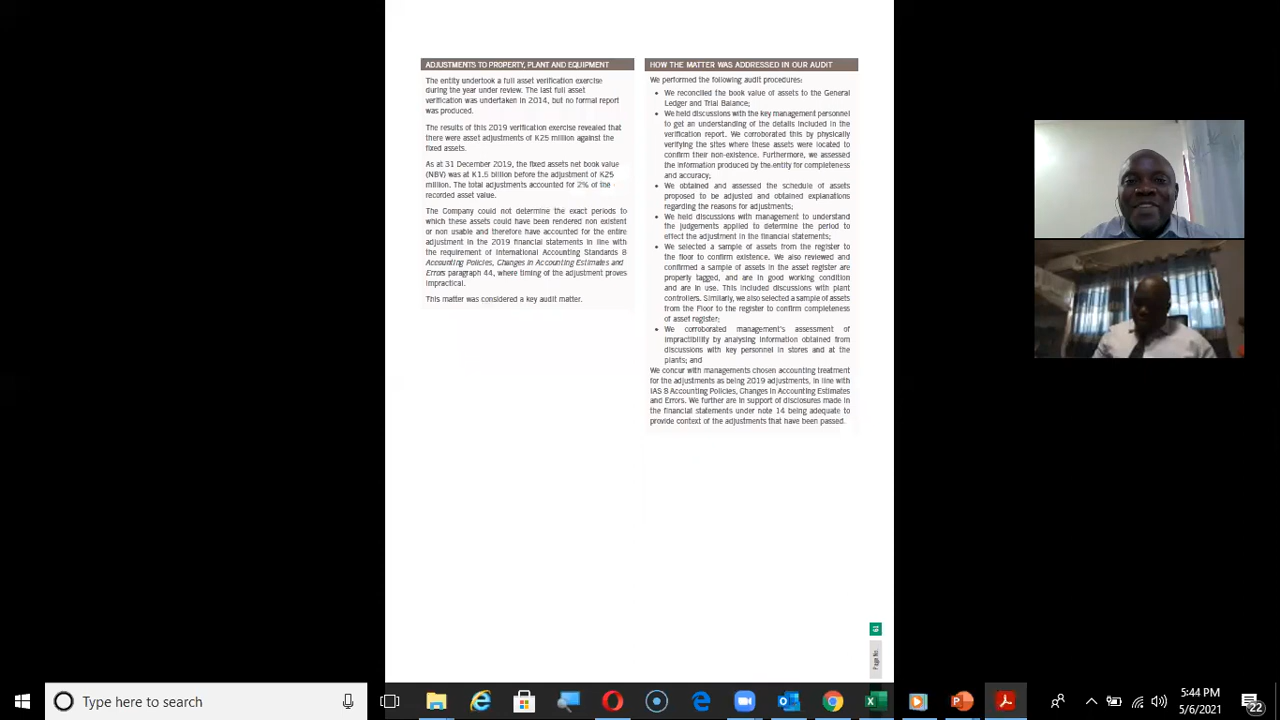 ADJUSTMENTS TO PROPERTY, PLANT AND EQUIPMENT
The entity undertook a full asset verification exercise
during the year under review. The last full asset
verification was undertaken in 2014, but no formal report
was produced.
The results of this 2019 verification exercise revealed that
there were asset adjustments of K25 million against the
fixed assets.
As at 31 December 2019, the fixed assets net book value
(NBV) was at K1.5 billion before the adjustment of K25
million. The total adjustments accounted for 2% of the
recorded asset value.
The Company could not determine the exact periods to
which these assets could have been rendered non existent
or non usable and therefore have accounted for the entire
adjustment in the 2019 financial statements in line with
the requirement of International Accounting Standards 8
Accounting Policies, Changes in Accounting Estimates and
Errors paragraph 44, where timing of the adjustment proves
impractical.
This matter was considered a key audit matter.
HOW THE MATTER WAS ADDRESSED IN OUR AUDIT
We performed the following audit procedures:
• We reconciled the book value of assets to the General
Ledger and Trial Balance;
• We held discussions with the key management personnel
to get an understanding of the details included in the
verification report. We corroborated this by physically
verifying the sites where these assets were located to
confirm their non-existence. Furthermore, we assessed
the information produced by the entity for completeness
and accuracy;
• We obtained and assessed the schedule of assets
proposed to be adjusted and obtained explanations
regarding the reasons for adjustments;
• We held discussions with management to understand
the judgements applied to determine the period to
effect the adjustment in the financial statements;
• We selected a sample of assets from the register to
the floor to confirm existence. We also reviewed and
confirmed a sample of assets in the asset register are
properly tagged, and are in good working condition
and are in use. This included discussions with plant
controllers. Similarly, we also selected a sample of assets
from the Floor to the register to confirm completeness
of asset register;
• We corroborated management's assessment of
impractibility by analysing information obtained from
discussions with key personnel in stores and at the
plants; and
We concur with managements chosen accounting treatment
for the adjustments as being 2019 adjustments, in line with
IAS 8 Accounting Policies, Changes in Accounting Estimates
and Errors. We further are in support of disclosures made in
the financial statements under note 14 being adequate to
provide context of the adjustments that have been passed.
Page No.
Type here to search
5:44 PM
5/6/2021
22